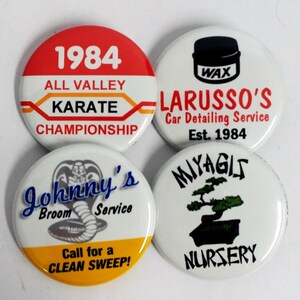 1984
ALL VALLEY
KARATE
CHAMPIONSHIP
WAX
LARUSSO'S
Car Detailing Service
Est. 1984
Johnny's
Broom Service
Call for a
CLEAN SWEEP!
MIYAGIS
NURSERY